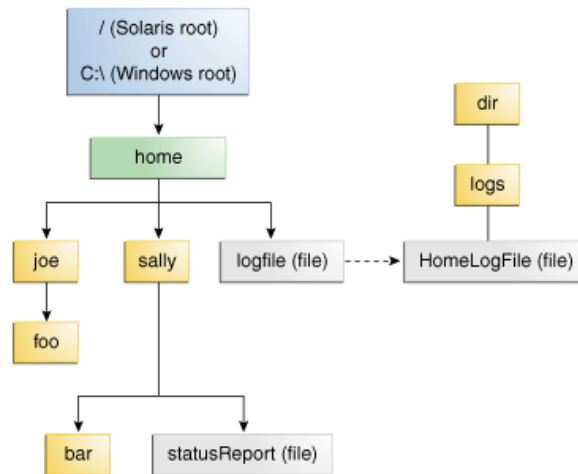 / (Solaris root)
or
C:\ (Windows root)
dir
home
logs
joe
sally
logfile (file)
HomeLogFile (file)
foo
bar
statusReport (file)